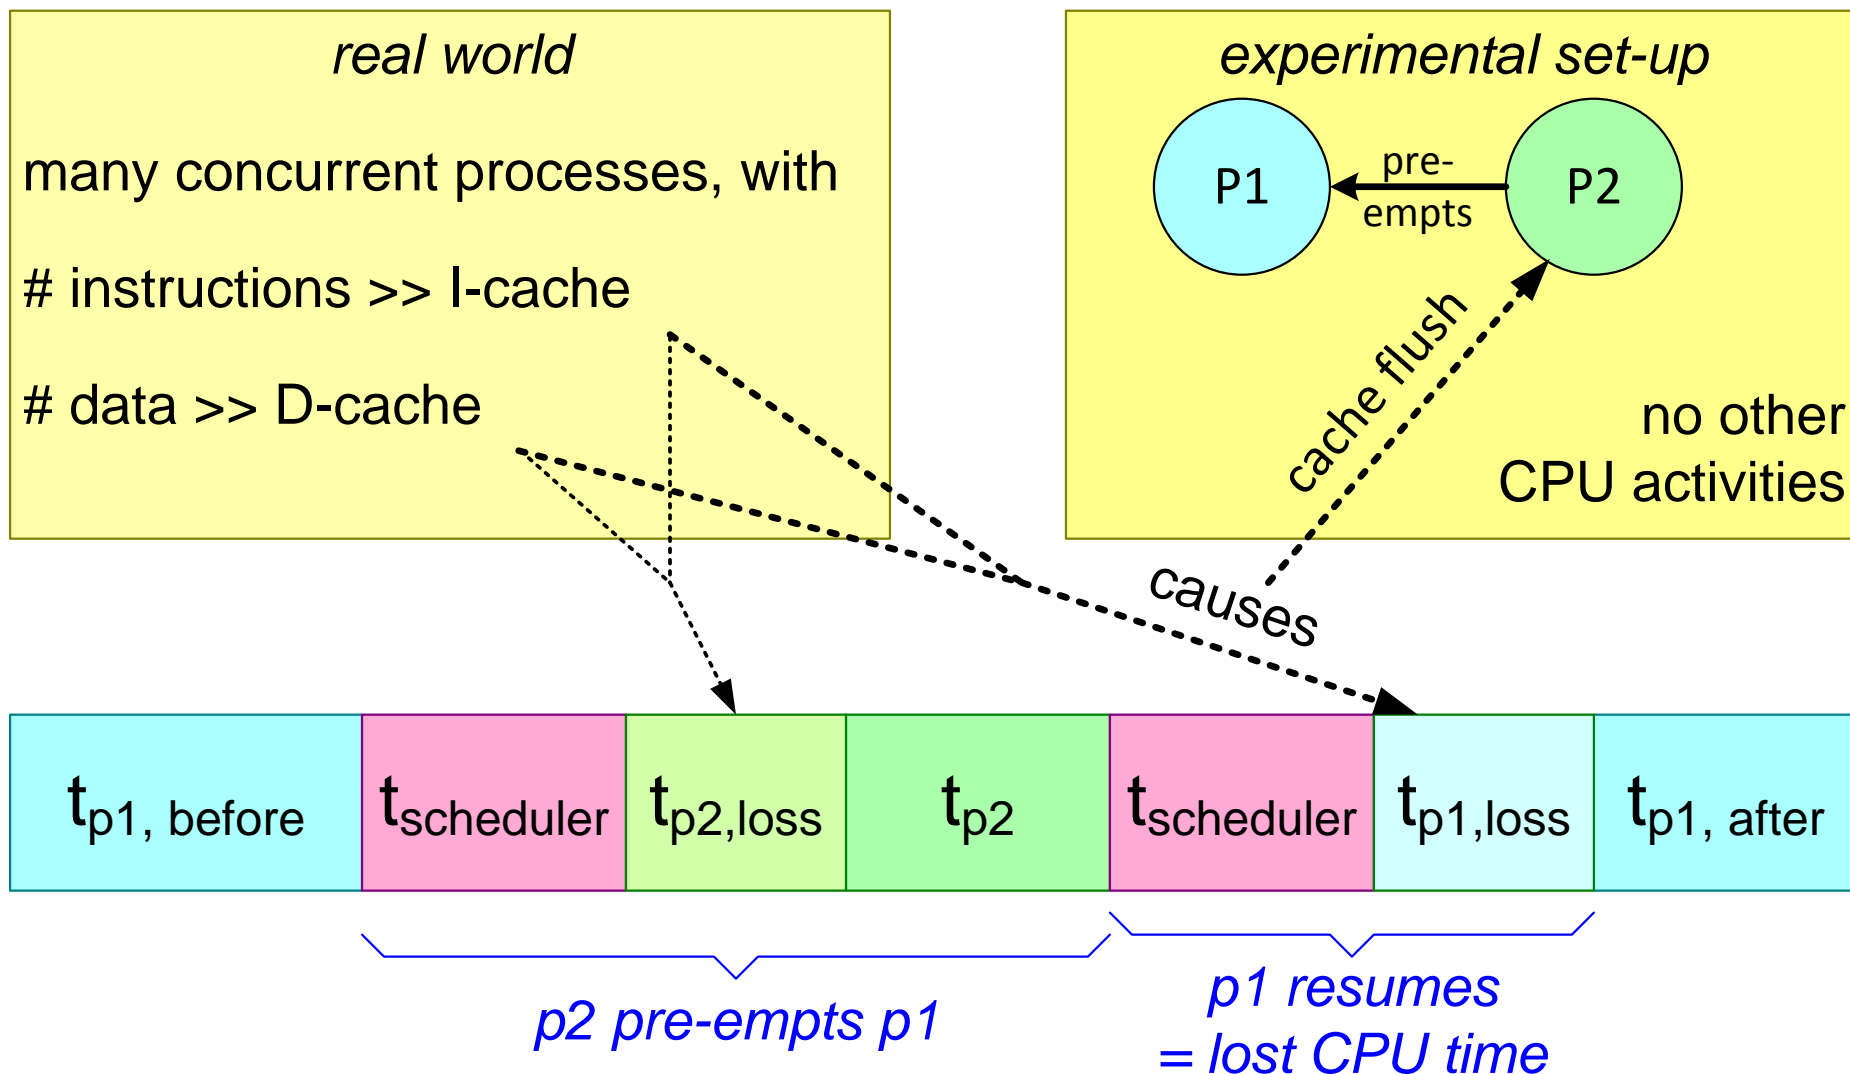 real world
many concurrent processes, with
# instructions >> I-cache
# data >> D-cache
experimental set-up
P1
pre-
empts
P2
cache flush
no other
CPU activities
causes
tp1, before
tscheduler
tp2,loss
tp2
tscheduler
tp1,loss
tp1, after
p2 pre-empts p1
p1 resumes
= lost CPU time